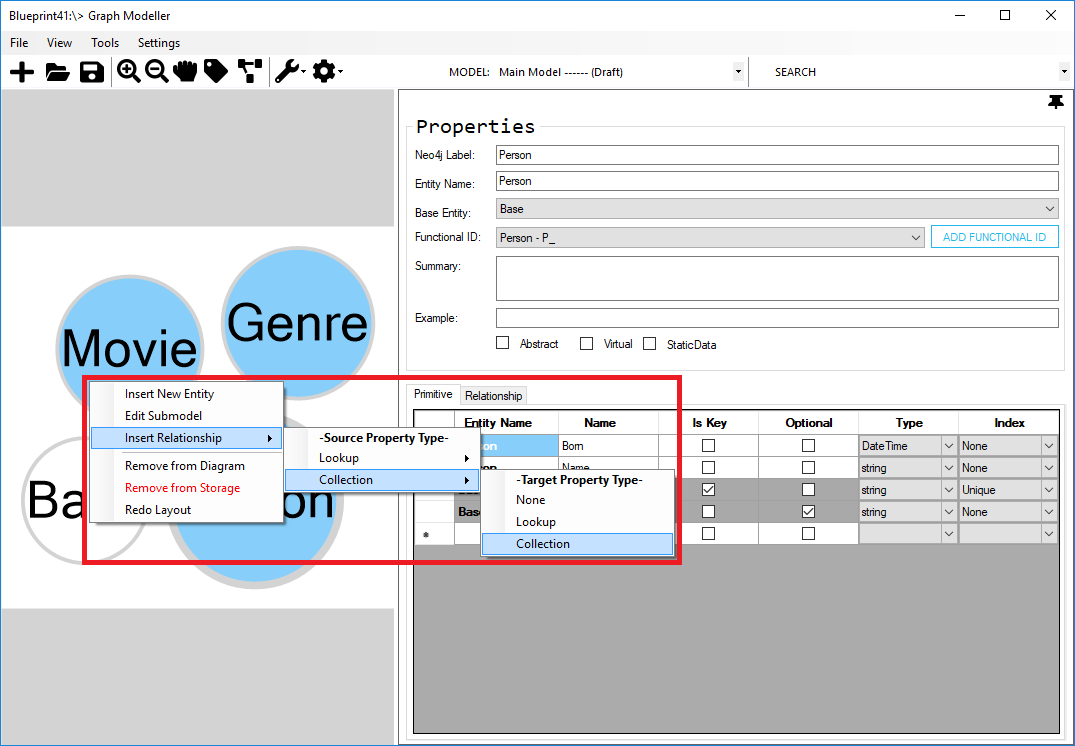 Blueprint41:\> Graph Modeller
File View Tools Settings
MODEL: Main Model ------ (Draft) SEARCH
Properties
Neo4j Label: Person
Entity Name: Person
Base Entity: Base
Functional ID: Person - P_ ADD FUNCTIONAL ID
Summary:
Example:
Abstract Virtual StaticData
Movie
Genre
Ba
on
Insert New Entity
Edit Submodel
Insert Relationship
Remove from Diagram
Remove from Storage
Redo Layout
-Source Property Type-
Lookup
Collection
-Target Property Type-
None
Lookup
Collection
Primitive Relationship
Entity Name Name Is Key Optional Type Index
on Born DateTime None
Name string None
string Unique
Bas string None